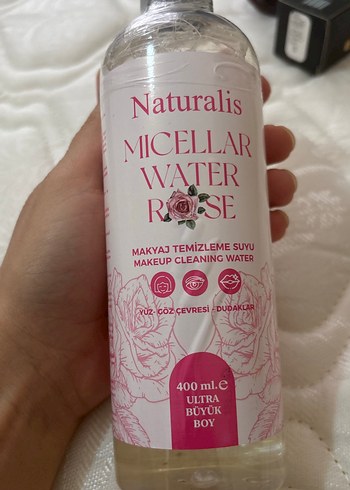 Naturalis
MICELLAR
WATER
ROSE
MAKYAJ TEMİZLEME SUYU
MAKEUP CLEANING WATER
YÜZ- GÖZ ÇEVRESİ - DUDAKLAR
400 ml.℮
ULTRA
BÜYÜK
BOY